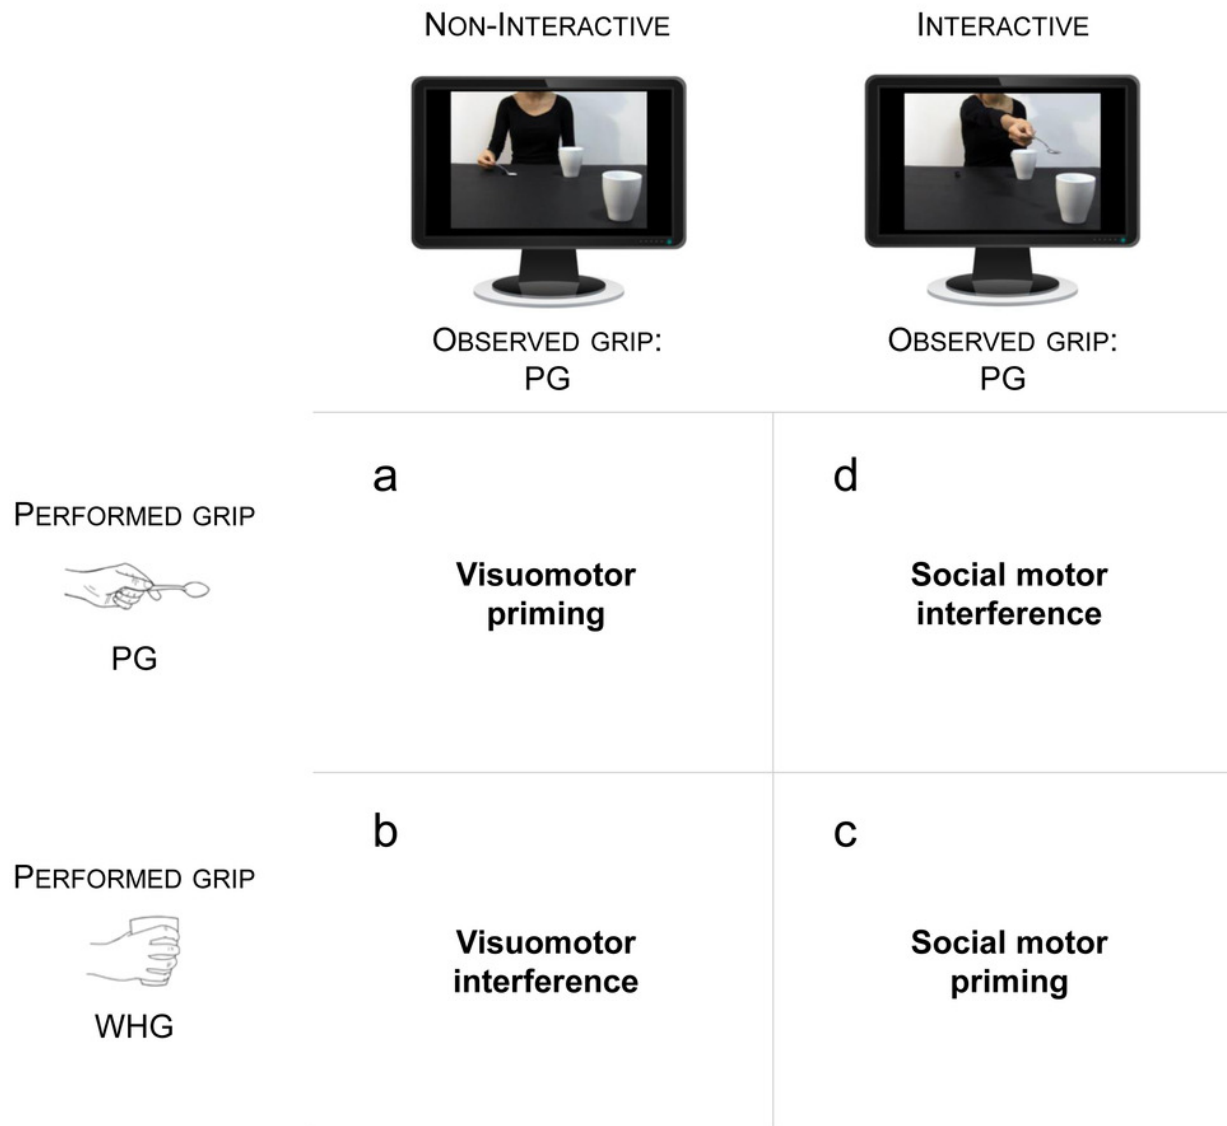 NON-INTERACTIVE
INTERACTIVE
OBSERVED GRIP:
PG
OBSERVED GRIP:
PG
PERFORMED GRIP
PG
a
Visuomotor
priming
d
Social motor
interference
PERFORMED GRIP
WHG
b
Visuomotor
interference
c
Social motor
priming